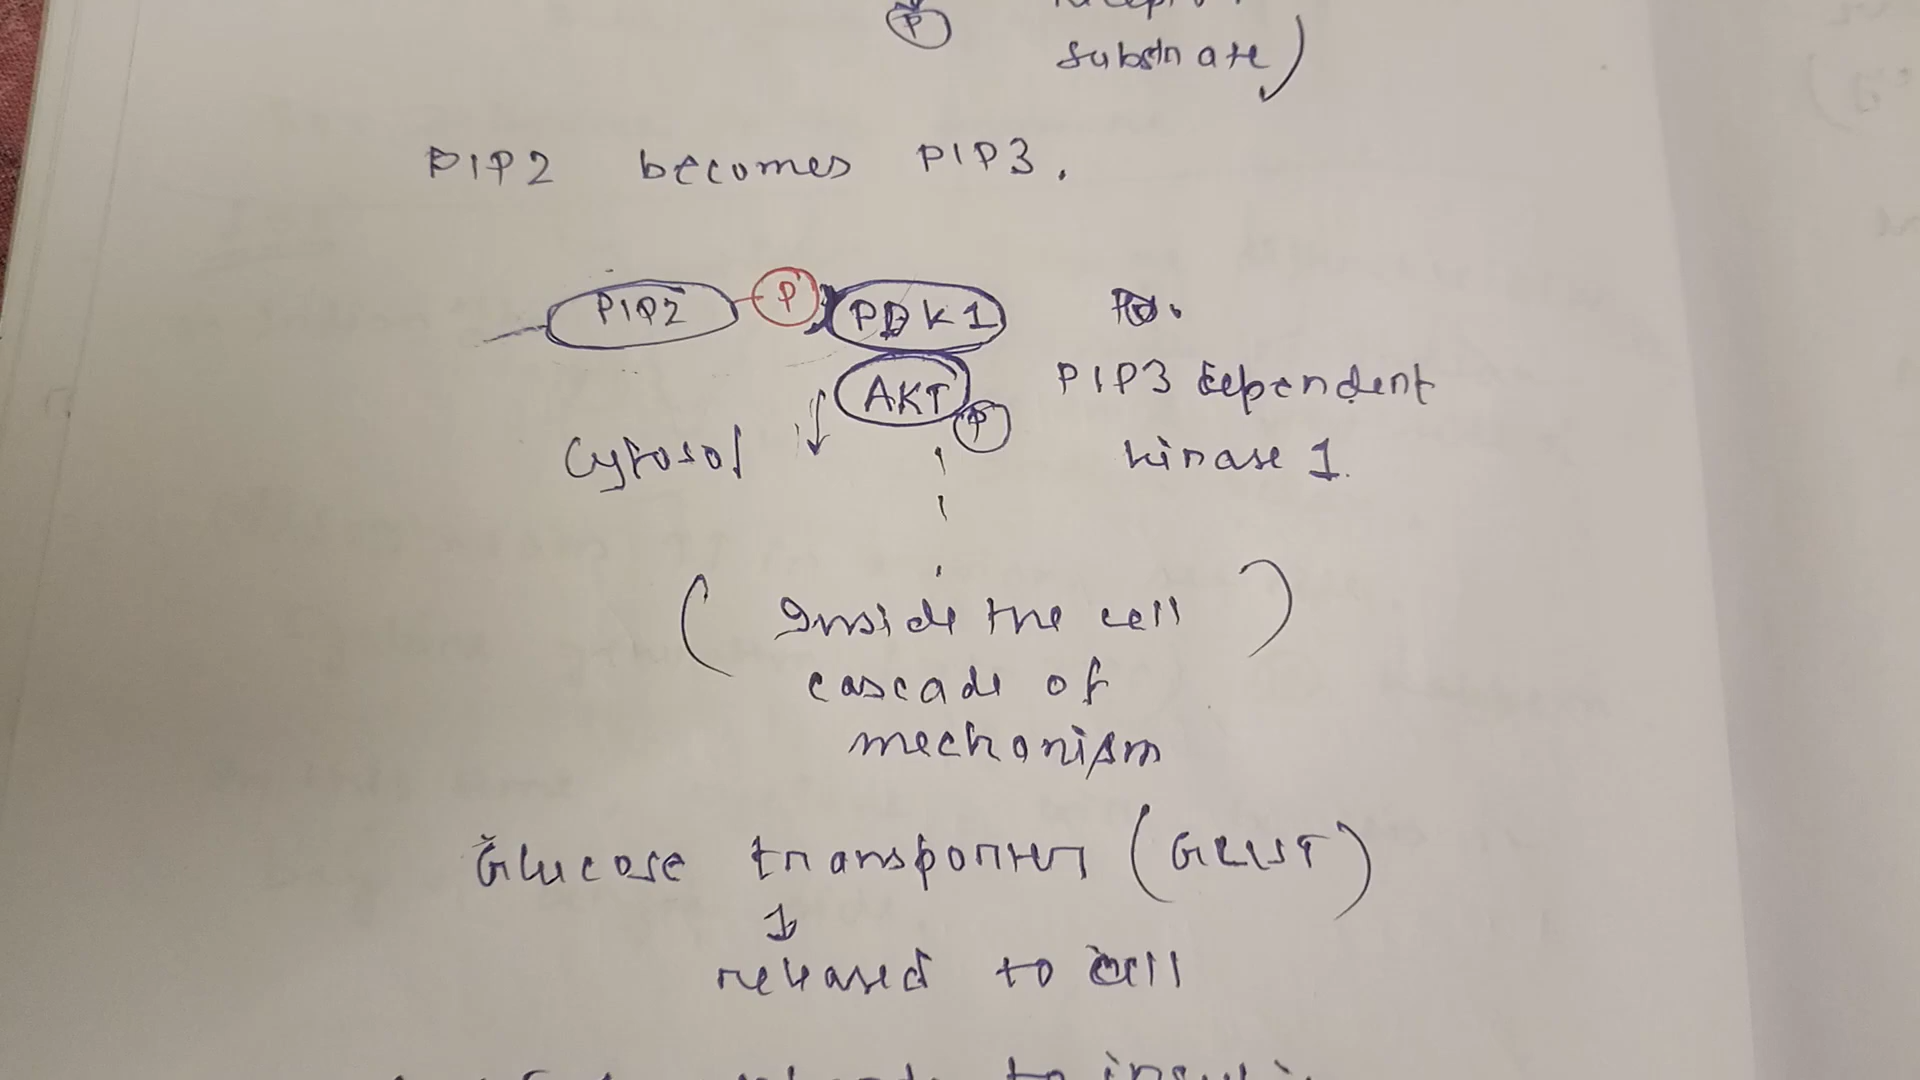 P
substrate)
PIP2 becomes PIP3.
PIP2 P PDK1
AKT P
PIP3 dependent
kinase 1.
Cytosol
(Inside the cell)
cascade of
mechanism
Glucose transporter (GLUT)
released to cell
to